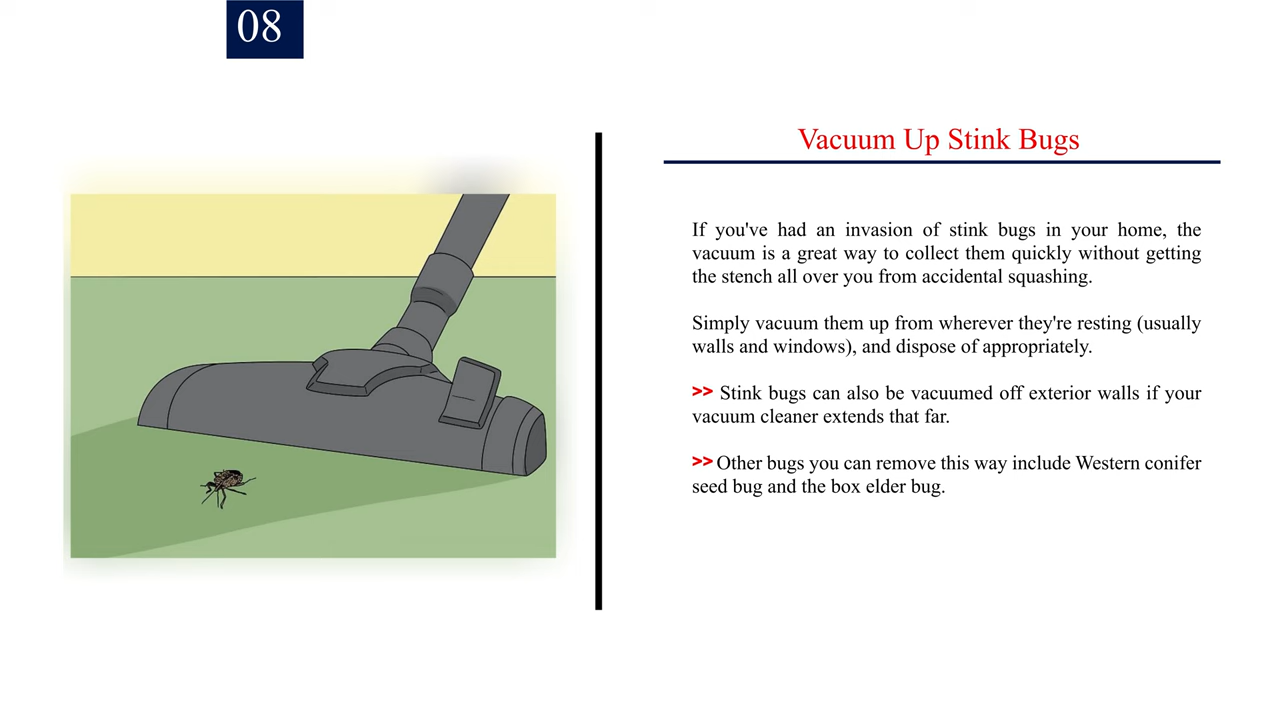 08
Vacuum Up Stink Bugs
If you've had an invasion of stink bugs in your home, the
vacuum is a great way to collect them quickly without getting
the stench all over you from accidental squashing.
Simply vacuum them up from wherever they're resting (usually
walls and windows), and dispose of appropriately.
>> Stink bugs can also be vacuumed off exterior walls if your
vacuum cleaner extends that far.
>> Other bugs you can remove this way include Western conifer
seed bug and the box elder bug.